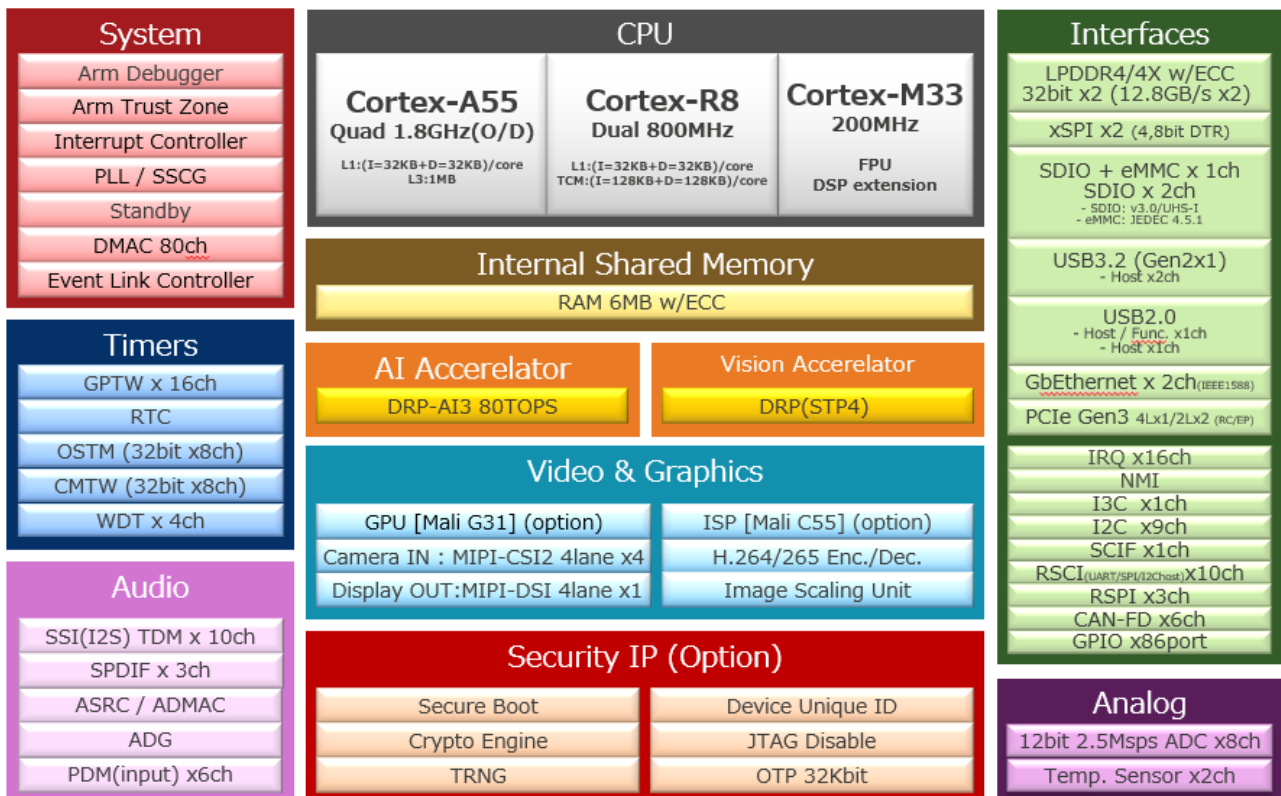 System
Arm Debugger
Arm Trust Zone
Interrupt Controller
PLL / SSCG
Standby
DMAC 80ch
Event Link Controller
Timers
GPTW x 16ch
RTC
OSTM (32bit x8ch)
CMTW (32bit x8ch)
WDT x 4ch
Audio
SSI(I2S) TDM x 10ch
SPDIF x 3ch
ASRC / ADMAC
ADG
PDM(input) x6ch
CPU
Cortex-A55
Quad 1.8GHz(O/D)
L1:(I=32KB+D=32KB)/core
L3:1MB
Cortex-R8
Dual 800MHz
L1:(I=32KB+D=32KB)/core
TCM:(I=128KB+D=128KB)/core
Cortex-M33
200MHz
FPU
DSP extension
Internal Shared Memory
RAM 6MB w/ECC
AI Accerelator
DRP-AI3 80TOPS
Vision Accerelator
DRP(STP4)
Video & Graphics
GPU [Mali G31] (option)
ISP [Mali C55] (option)
Camera IN : MIPI-CSI2 4lane x4
H.264/265 Enc./Dec.
Display OUT:MIPI-DSI 4lane x1
Image Scaling Unit
Security IP (Option)
Secure Boot
Device Unique ID
Crypto Engine
JTAG Disable
TRNG
OTP 32Kbit
Interfaces
LPDDR4/4X w/ECC
32bit x2 (12.8GB/s x2)
xSPI x2 (4,8bit DTR)
SDIO + eMMC x 1ch
SDIO x 2ch
- SDIO: v3.0/UHS-I
- eMMC: JEDEC 4.5.1
USB3.2 (Gen2x1)
- Host x2ch
USB2.0
- Host / Func. x1ch
- Host x1ch
GbEthernet x 2ch(IEEE1588)
PCIe Gen3 4Lx1/2Lx2 (RC/EP)
IRQ x16ch
NMI
I3C x1ch
I2C x9ch
SCIF x1ch
RSCI(UART/SPI/I2Chost)x10ch
RSPI x3ch
CAN-FD x6ch
GPIO x86port
Analog
12bit 2.5Msps ADC x8ch
Temp. Sensor x2ch